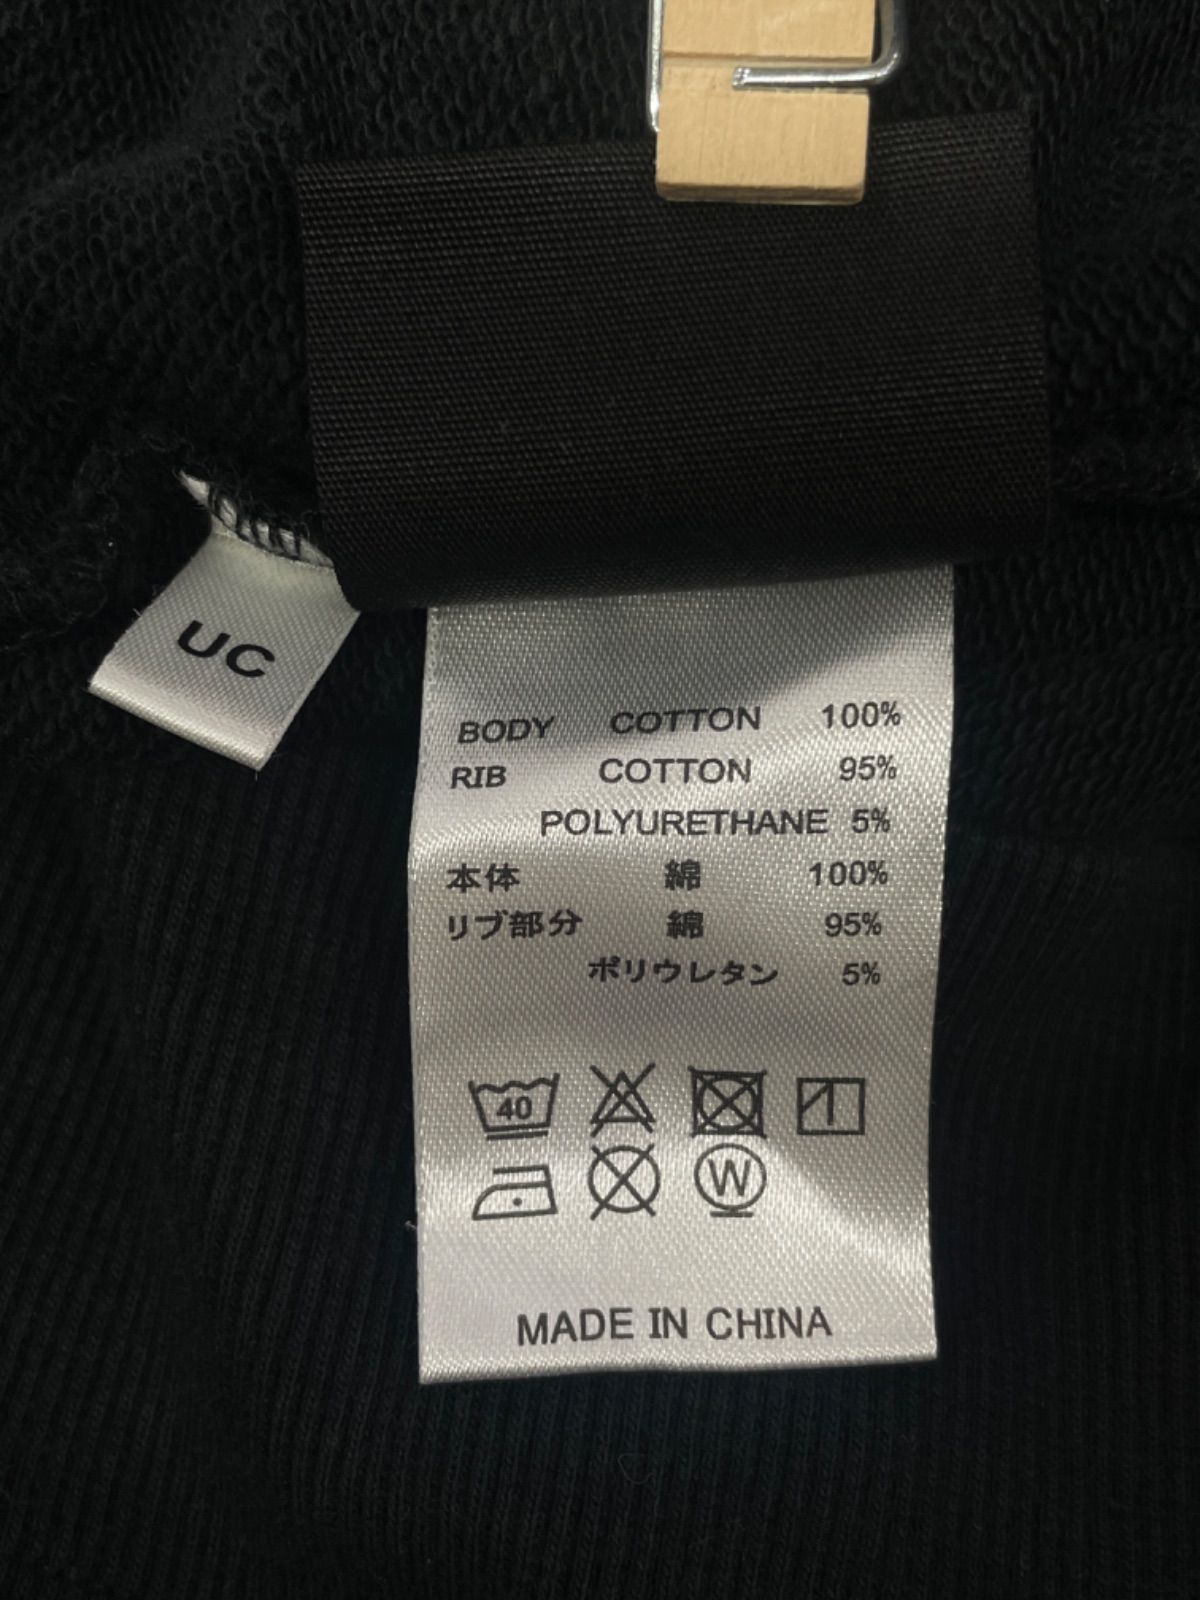 UC
BODY COTTON 100%
RIB COTTON 95%
POLYURETHANE 5%
本体 綿 100%
リブ部分 綿 95%
ポリウレタン 5%
40
W
MADE IN CHINA